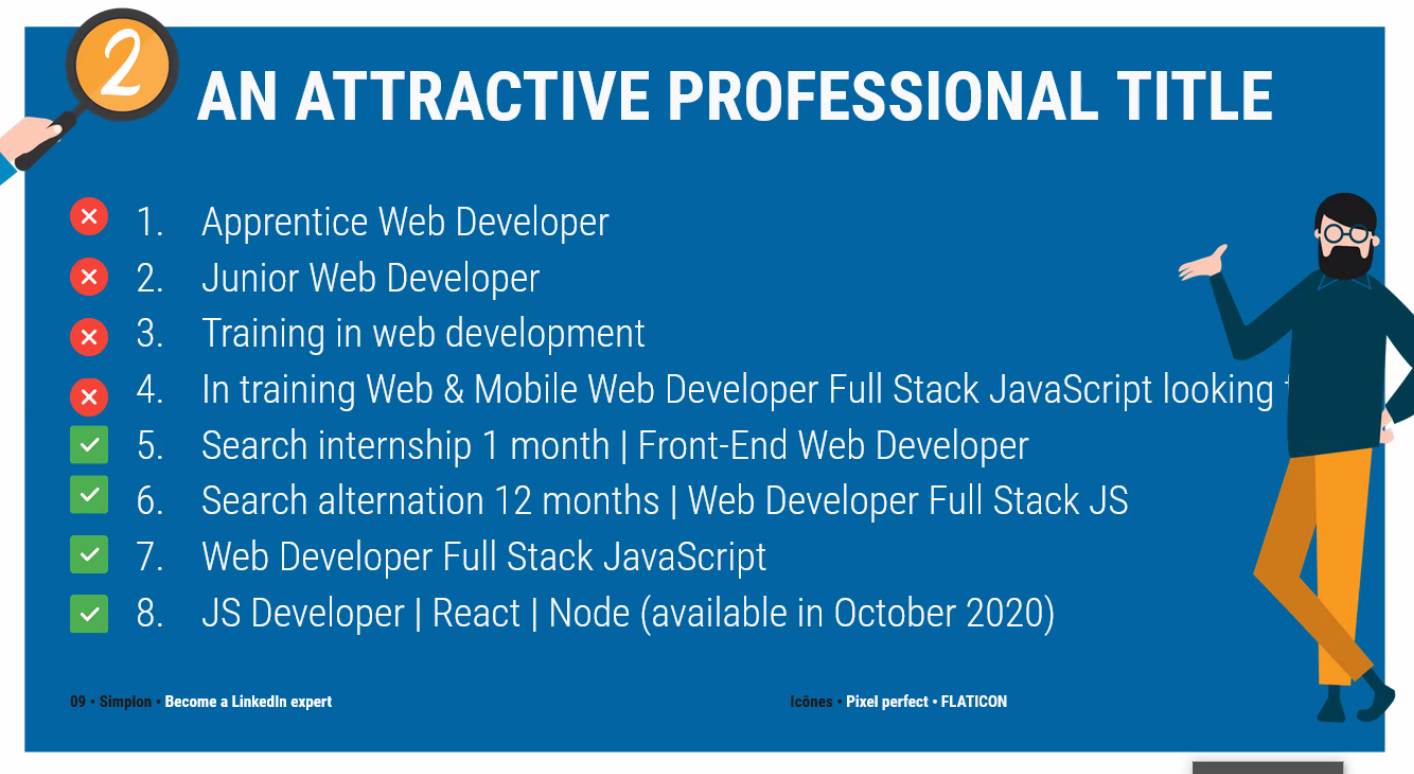 2
AN ATTRACTIVE PROFESSIONAL TITLE
1. Apprentice Web Developer
2. Junior Web Developer
3. Training in web development
4. In training Web & Mobile Web Developer Full Stack JavaScript looking
5. Search internship 1 month | Front-End Web Developer
6. Search alternation 12 months | Web Developer Full Stack JS
7. Web Developer Full Stack JavaScript
8. JS Developer | React | Node (available in October 2020)
09 • Simplon • Become a LinkedIn expert
Icônes • Pixel perfect • FLATICON